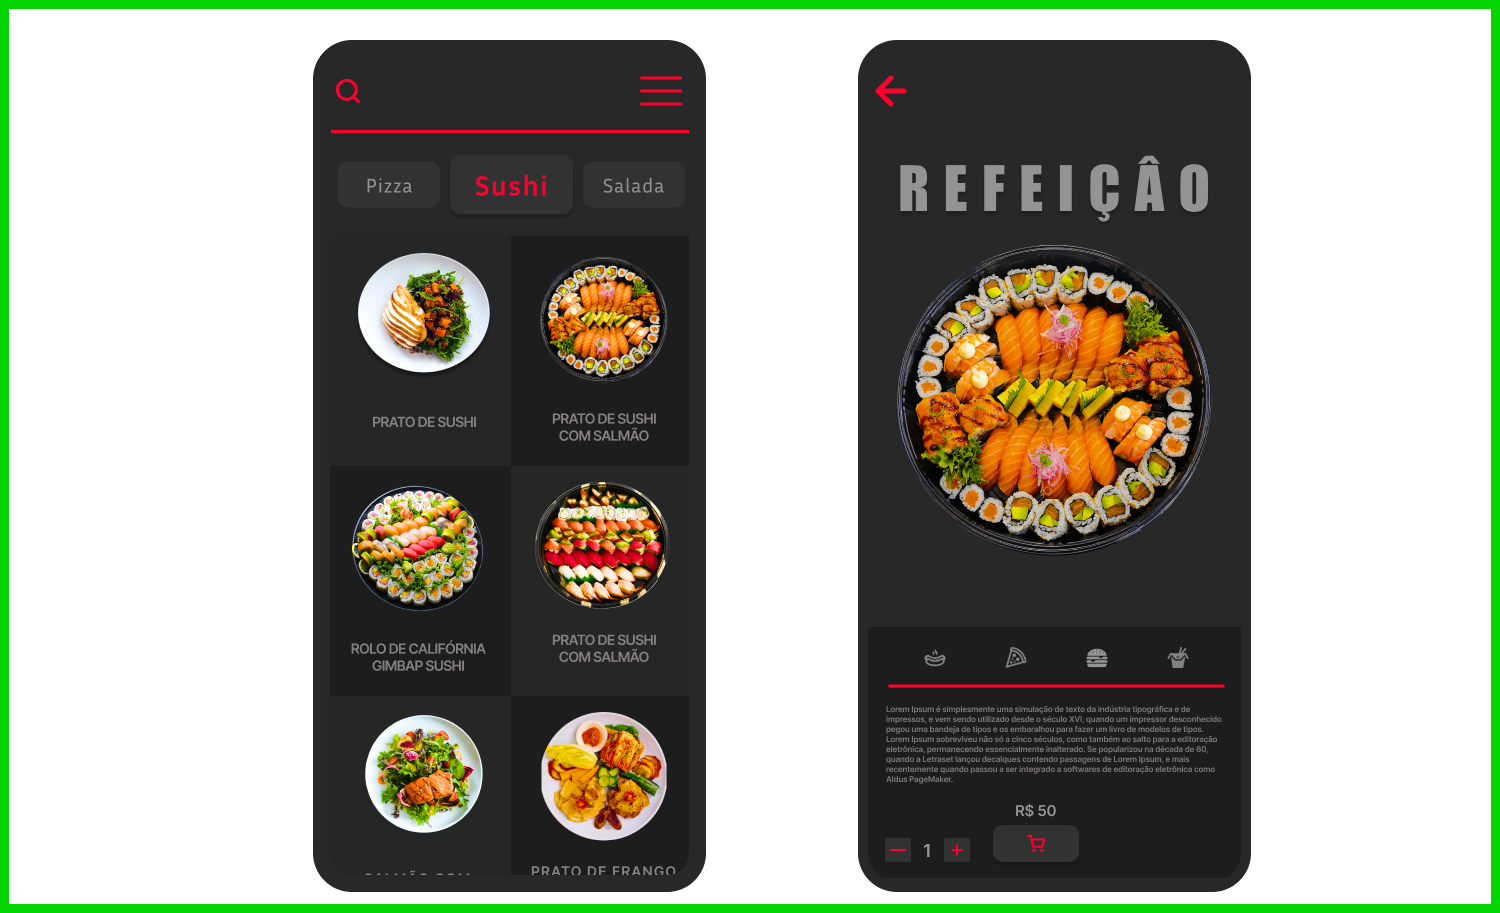 Pizza
Sushi
Salada
PRATO DE SUSHI
PRATO DE SUSHI
COM SALMÃO
ROLO DE CALIFÓRNIA
GIMBAP SUSHI
PRATO DE SUSHI
COM SALMÃO
SALMÃO COM
PRATO DE FRANGO
REFEIÇÂO
Lorem Ipsum é simplesmente uma simulação de texto da indústria tipográfica e de
impressos, e vem sendo utilizado desde o século XVI, quando um impressor desconhecido
pegou uma bandeja de tipos e os embaralhou para fazer um livro de modelos de tipos.
Lorem Ipsum sobreviveu não só a cinco séculos, como também ao salto para a editoração
eletrônica, permanecendo essencialmente inalterado. Se popularizou na década de 60,
quando a Letraset lançou decalques contendo passagens de Lorem Ipsum, e mais
recentemente quando passou a ser integrado a softwares de editoração eletrônica como
Aldus PageMaker.
R$ 50
1